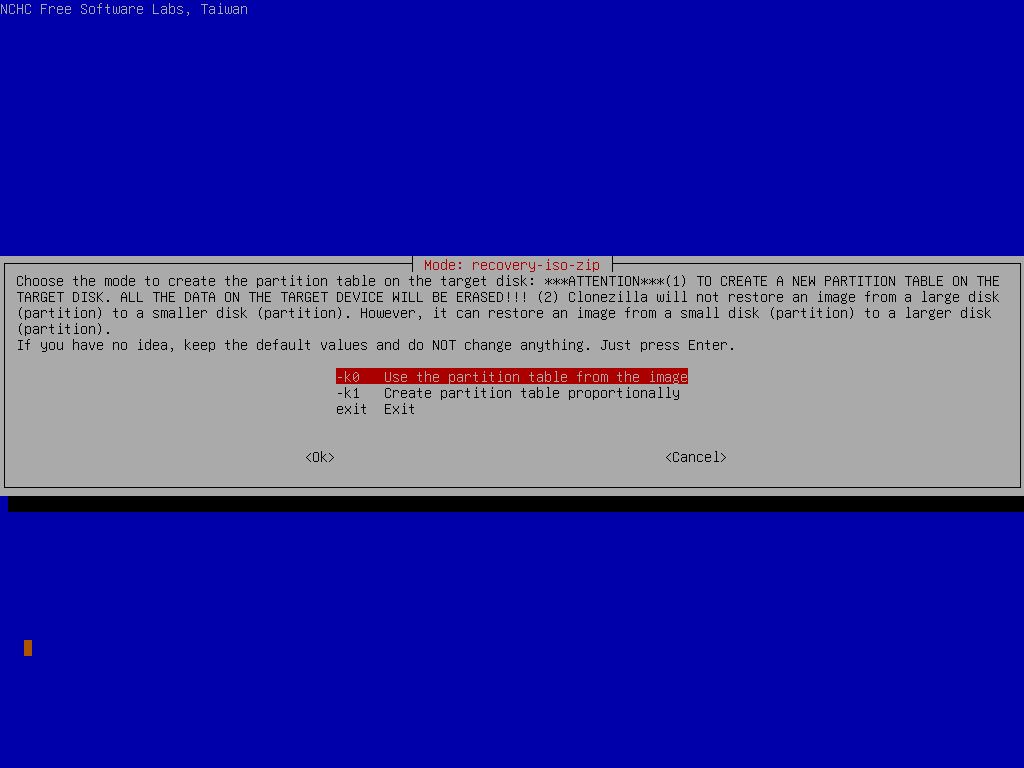 NCHC Free Software Labs, Taiwan
Mode: recovery-iso-zip
Choose the mode to create the partition table on the target disk: ***ATTENTION***(1) TO CREATE A NEW PARTITION TABLE ON THE
TARGET DISK. ALL THE DATA ON THE TARGET DEVICE WILL BE ERASED!!! (2) Clonezilla will not restore an image from a large disk
(partition) to a smaller disk (partition). However, it can restore an image from a small disk (partition) to a larger disk
(partition).
If you have no idea, keep the default values and do NOT change anything. Just press Enter.
-k0 Use the partition table from the image
-k1 Create partition table proportionally
exit Exit
<Ok> <Cancel>